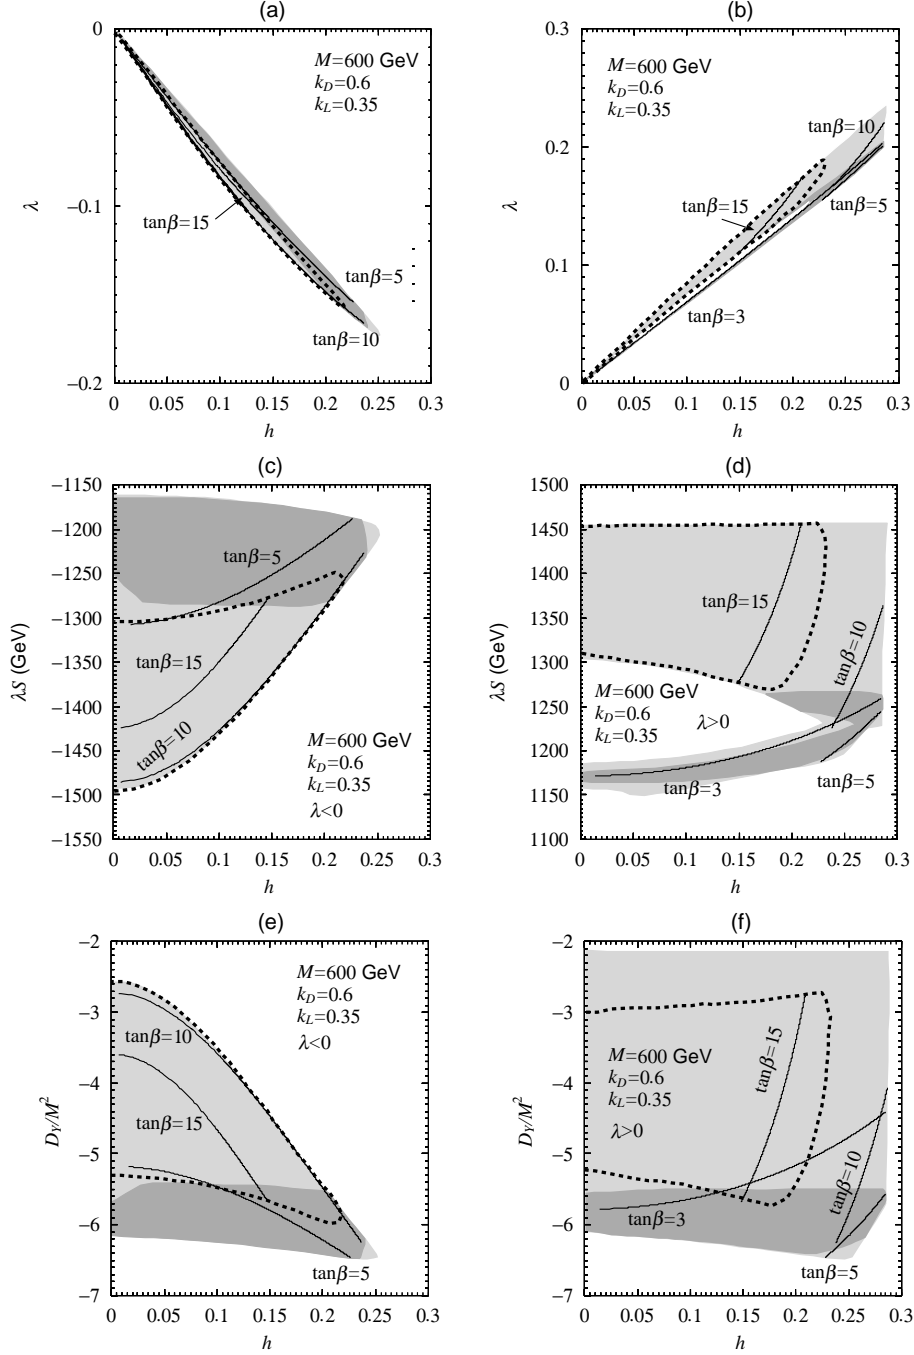 (a)
0
−0.1
−0.2
λ
M=600 GeV
k_D=0.6
k_L=0.35
tanβ=15
tanβ=5
tanβ=10
0 0.05 0.1 0.15 0.2 0.25 0.3
h
(b)
0.3
0.2
0.1
0
λ
M=600 GeV
k_D=0.6
k_L=0.35
tanβ=10
tanβ=15
tanβ=5
tanβ=3
0 0.05 0.1 0.15 0.2 0.25 0.3
h
(c)
−1150
−1200
−1250
−1300
−1350
−1400
−1450
−1500
−1550
λS (GeV)
tanβ=5
tanβ=15
tanβ=10
M=600 GeV
k_D=0.6
k_L=0.35
λ<0
0 0.05 0.1 0.15 0.2 0.25 0.3
h
(d)
1500
1450
1400
1350
1300
1250
1200
1150
1100
λS (GeV)
tanβ=15
tanβ=10
M=600 GeV
k_D=0.6 λ>0
k_L=0.35
tanβ=3
tanβ=5
0 0.05 0.1 0.15 0.2 0.25 0.3
h
(e)
−2
−3
−4
−5
−6
−7
D_Y/M²
M=600 GeV
k_D=0.6
k_L=0.35
λ<0
tanβ=10
tanβ=15
tanβ=5
0 0.05 0.1 0.15 0.2 0.25 0.3
h
(f)
−2
−3
−4
−5
−6
−7
D_Y/M²
M=600 GeV
k_D=0.6
k_L=0.35
λ>0
tanβ=15
tanβ=10
tanβ=3
tanβ=5
0 0.05 0.1 0.15 0.2 0.25 0.3
h